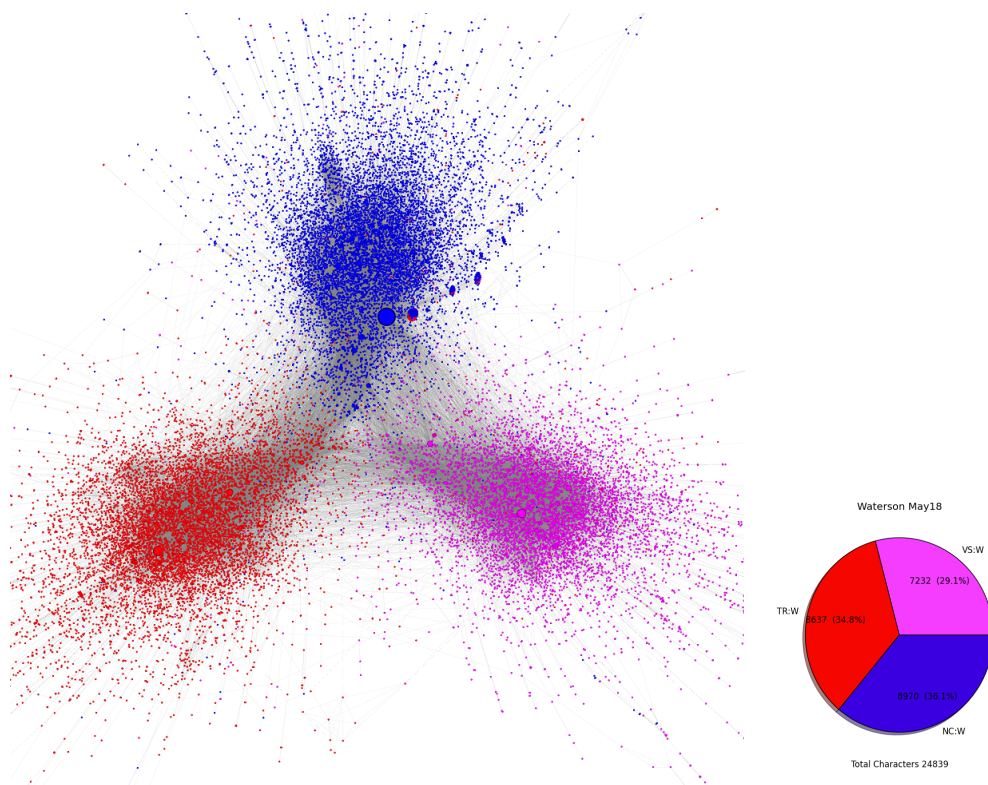 Waterson May18
VS:W
7232 (29.1%)
TR:W
8637 (34.8%)
8970 (36.1%)
NC:W
Total Characters 24839